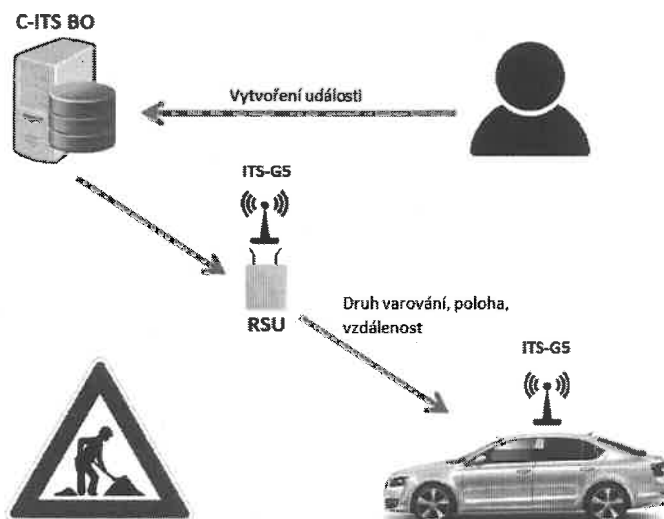 C-ITS BO
Vytvoření události
ITS-G5
RSU
Druh varování, poloha,
vzdálenost
ITS-G5